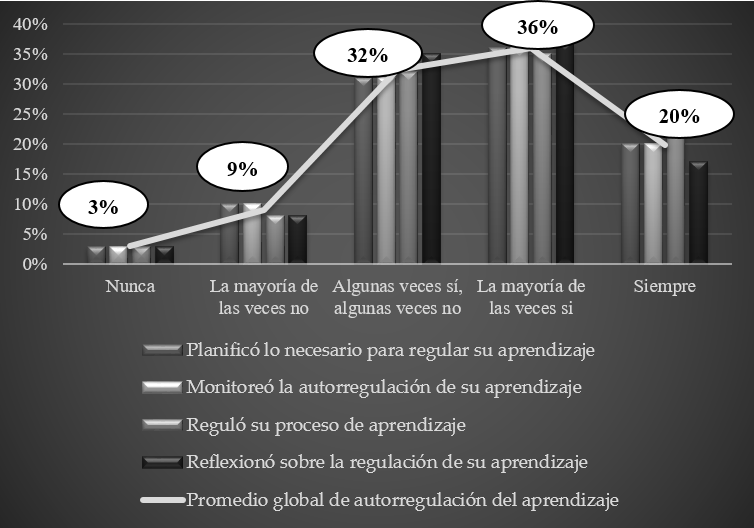 40%
35%
30%
25%
20%
15%
10%
5%
0%
3%
9%
32%
36%
20%
Nunca
La mayoría de
las veces no
Algunas veces sí,
algunas veces no
La mayoría de
las veces si
Siempre
Planificó lo necesario para regular su aprendizaje
Monitoreó la autorregulación de su aprendizaje
Reguló su proceso de aprendizaje
Reflexionó sobre la regulación de su aprendizaje
Promedio global de autorregulación del aprendizaje